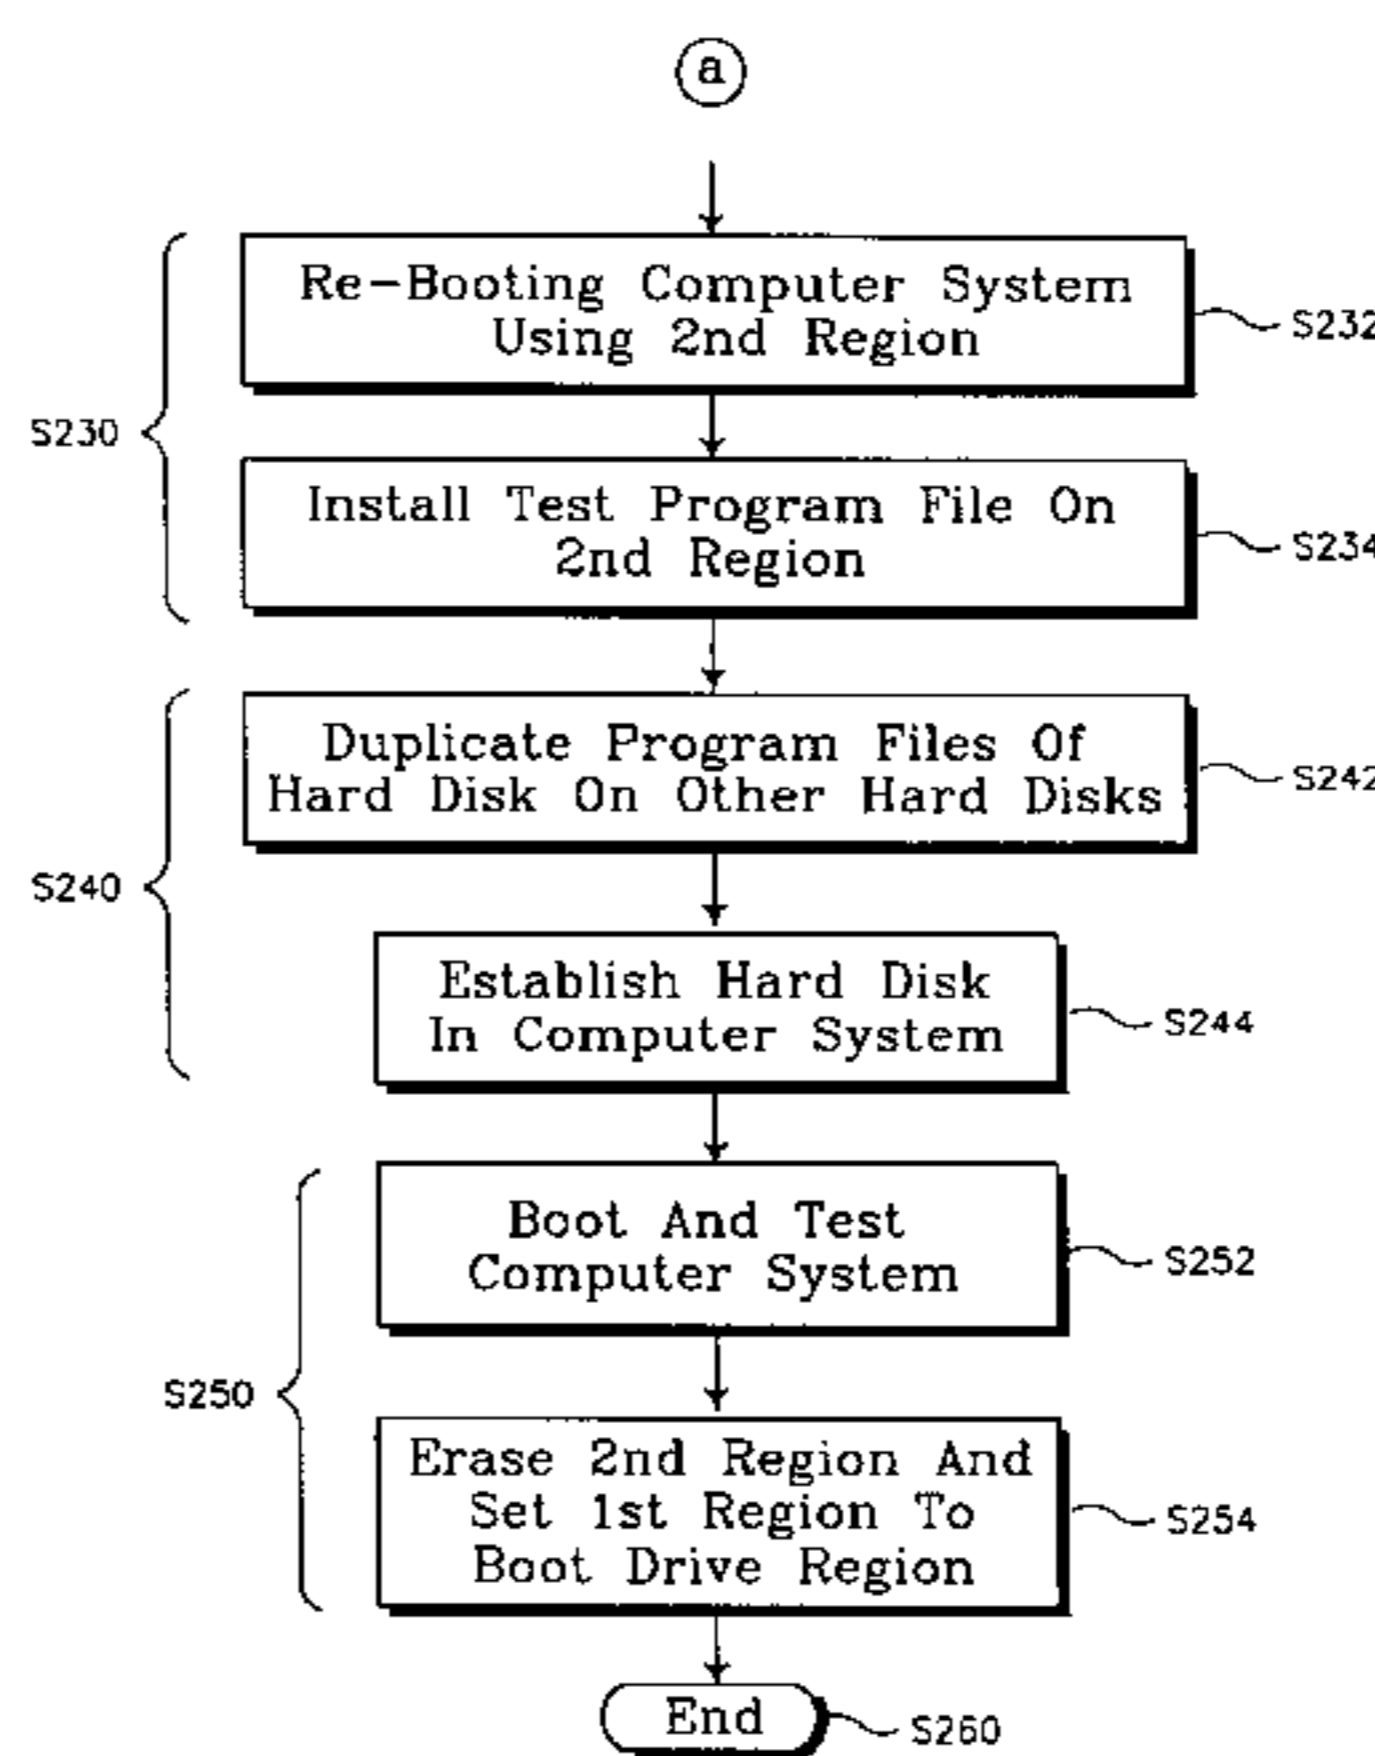 a
Re-Booting Computer System
Using 2nd Region
S232
S230
Install Test Program File On
2nd Region
S234
Duplicate Program Files Of
Hard Disk On Other Hard Disks
S242
S240
Establish Hard Disk
In Computer System
S244
Boot And Test
Computer System
S252
S250
Erase 2nd Region And
Set 1st Region To
Boot Drive Region
S254
End
S260